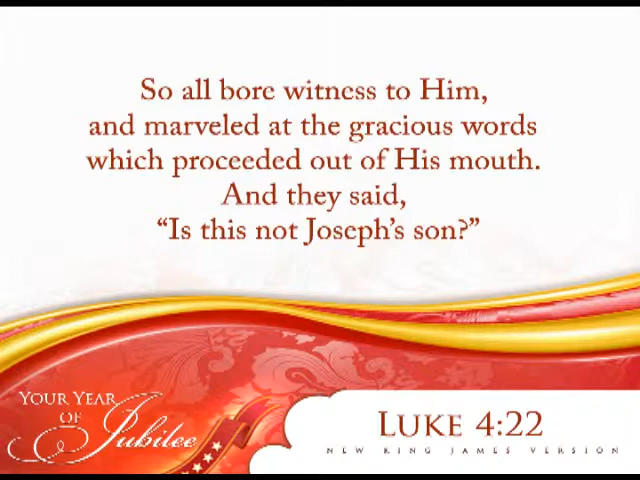 So all bore witness to Him,
and marveled at the gracious words
which proceeded out of His mouth.
And they said,
“Is this not Joseph’s son?”
YOUR YEAR
OF
Jubilee
LUKE 4:22
NEW KING JAMES VERSION